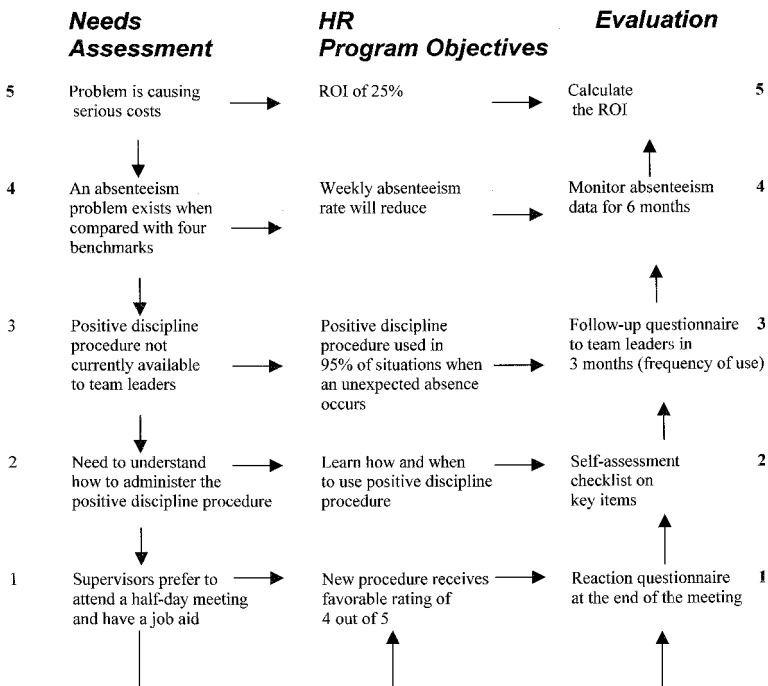 Needs
Assessment
HR
Program Objectives
Evaluation
5
Problem is causing
serious costs
ROI of 25%
Calculate
the ROI
5
4
An absenteeism
problem exists when
compared with four
benchmarks
Weekly absenteeism
rate will reduce
Monitor absenteeism
data for 6 months
4
3
Positive discipline
procedure not
currently available
to team leaders
Positive discipline
procedure used in
95% of situations when
an unexpected absence
occurs
Follow-up questionnaire
to team leaders in
3 months (frequency of use)
3
2
Need to understand
how to administer the
positive discipline procedure
Learn how and when
to use positive discipline
procedure
Self-assessment
checklist on
key items
2
1
Supervisors prefer to
attend a half-day meeting
and have a job aid
New procedure receives
favorable rating of
4 out of 5
Reaction questionnaire
at the end of the meeting
1